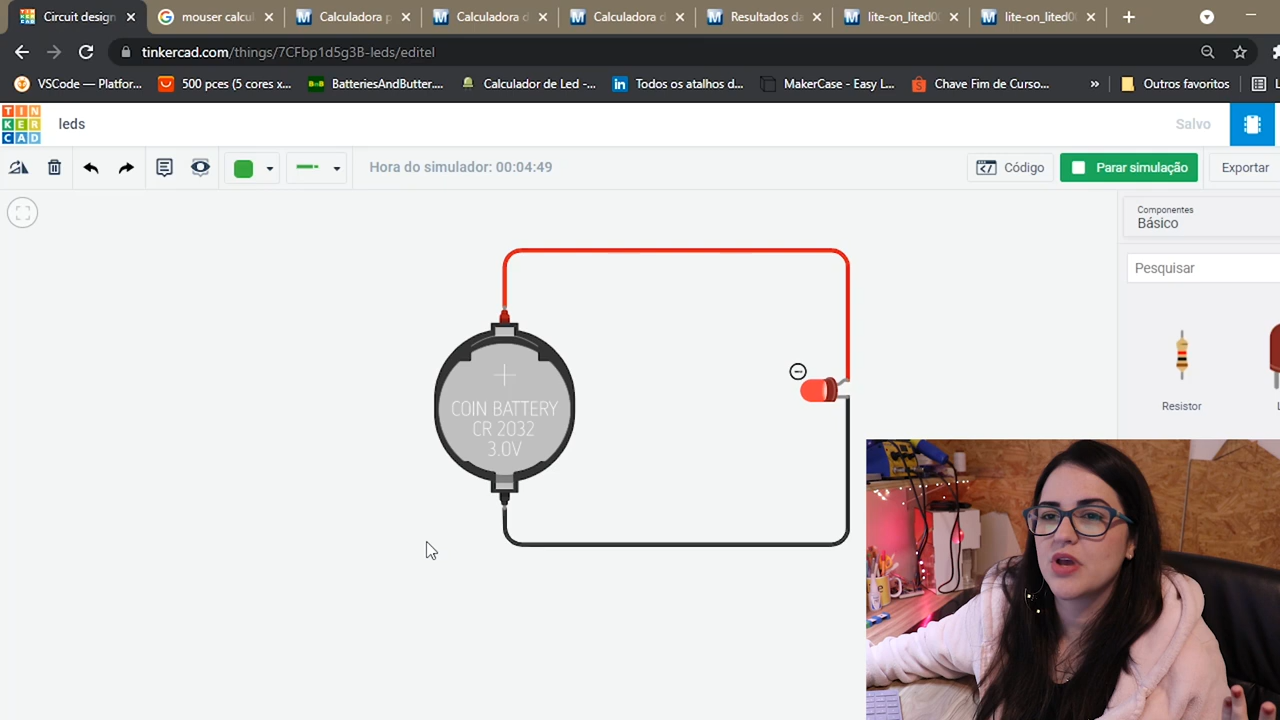 Circuit design
mouser calcul
Calculadora p
Calculadora d
Calculadora d
Resultados da
lite-on_lited00
lite-on_lited00
tinkercad.com/things/7CFbp1d5g3B-leds/editel
VSCode — Platfor...
500 pces (5 cores x...
BatteriesAndButter....
Calculador de Led -...
Todos os atalhos d...
MakerCase - Easy L...
Chave Fim de Curso...
»
Outros favoritos
TIN
KER
CAD
leds
Salvo
Hora do simulador: 00:04:49
Código
Parar simulação
Exportar
Componentes
Básico
Pesquisar
COIN BATTERY
CR 2032
3.0V
Resistor